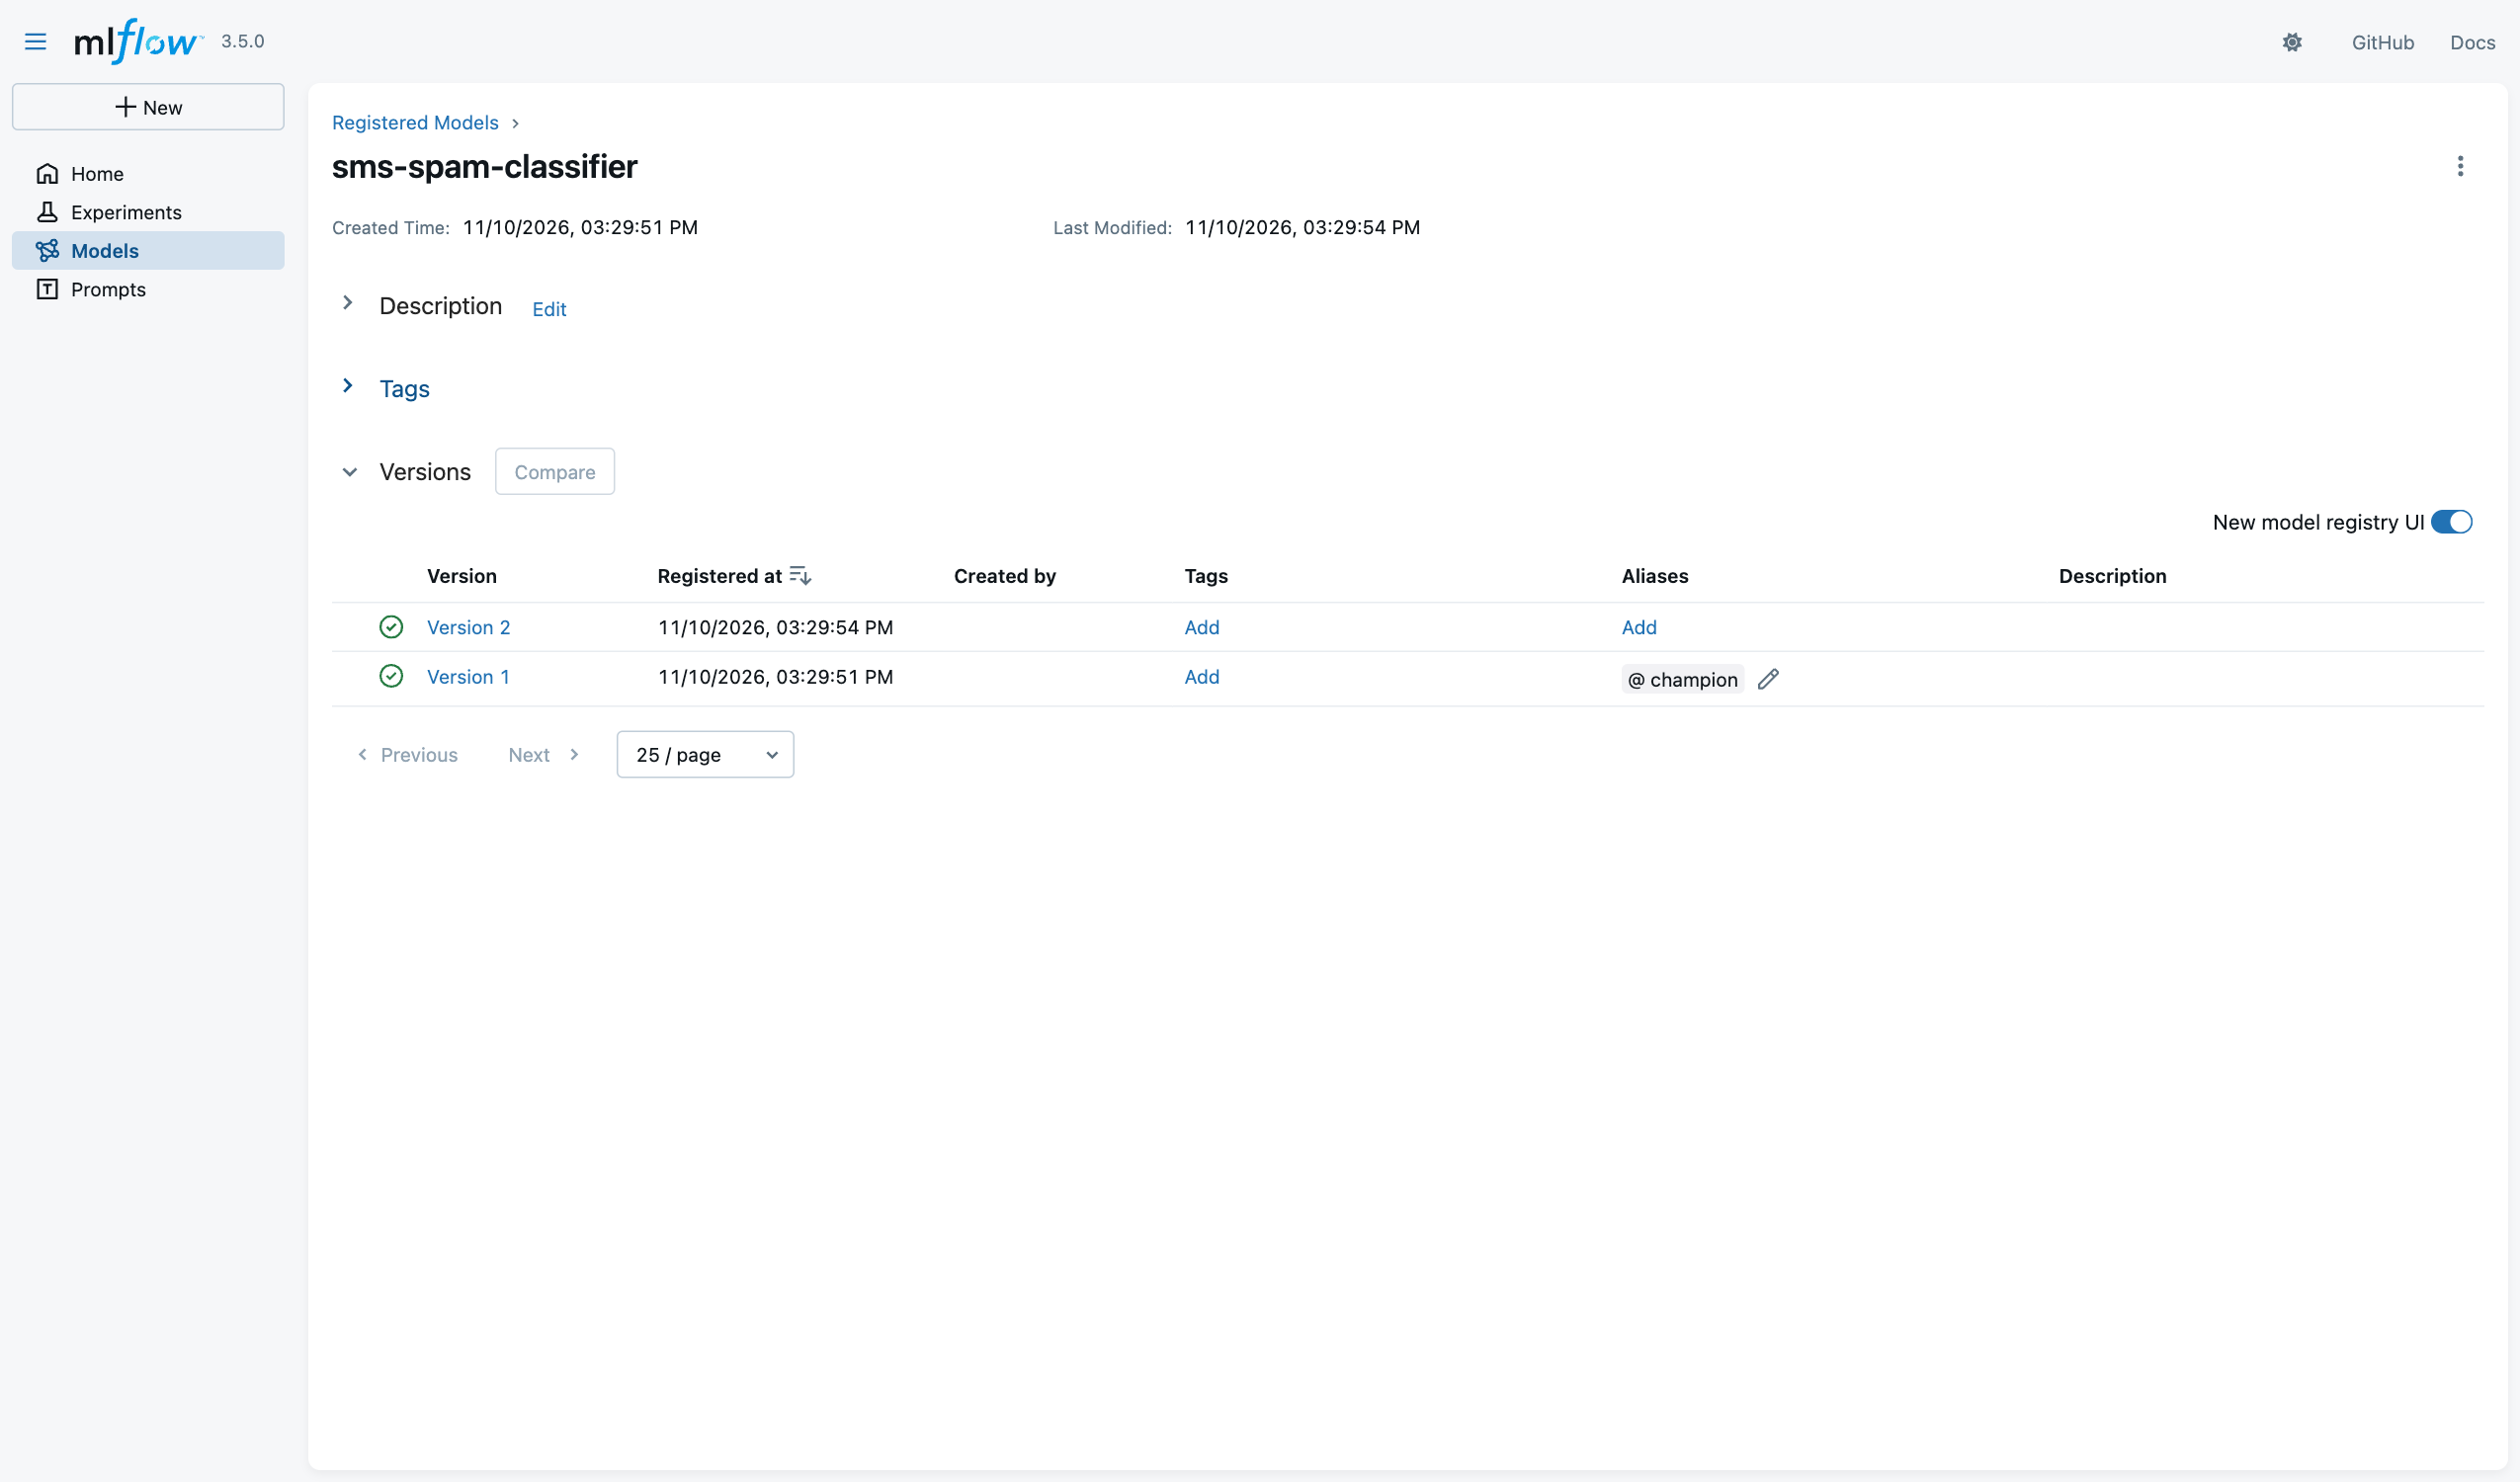 mlflow 3.5.0
GitHub Docs
New
Home
Experiments
Models
Prompts
Registered Models
sms-spam-classifier
Created Time: 11/10/2026, 03:29:51 PM Last Modified: 11/10/2026, 03:29:54 PM
Description Edit
Tags
Versions Compare
New model registry UI
Version Registered at Created by Tags Aliases Description
Version 2 11/10/2026, 03:29:54 PM Add Add
Version 1 11/10/2026, 03:29:51 PM Add @ champion
Previous Next 25 / page